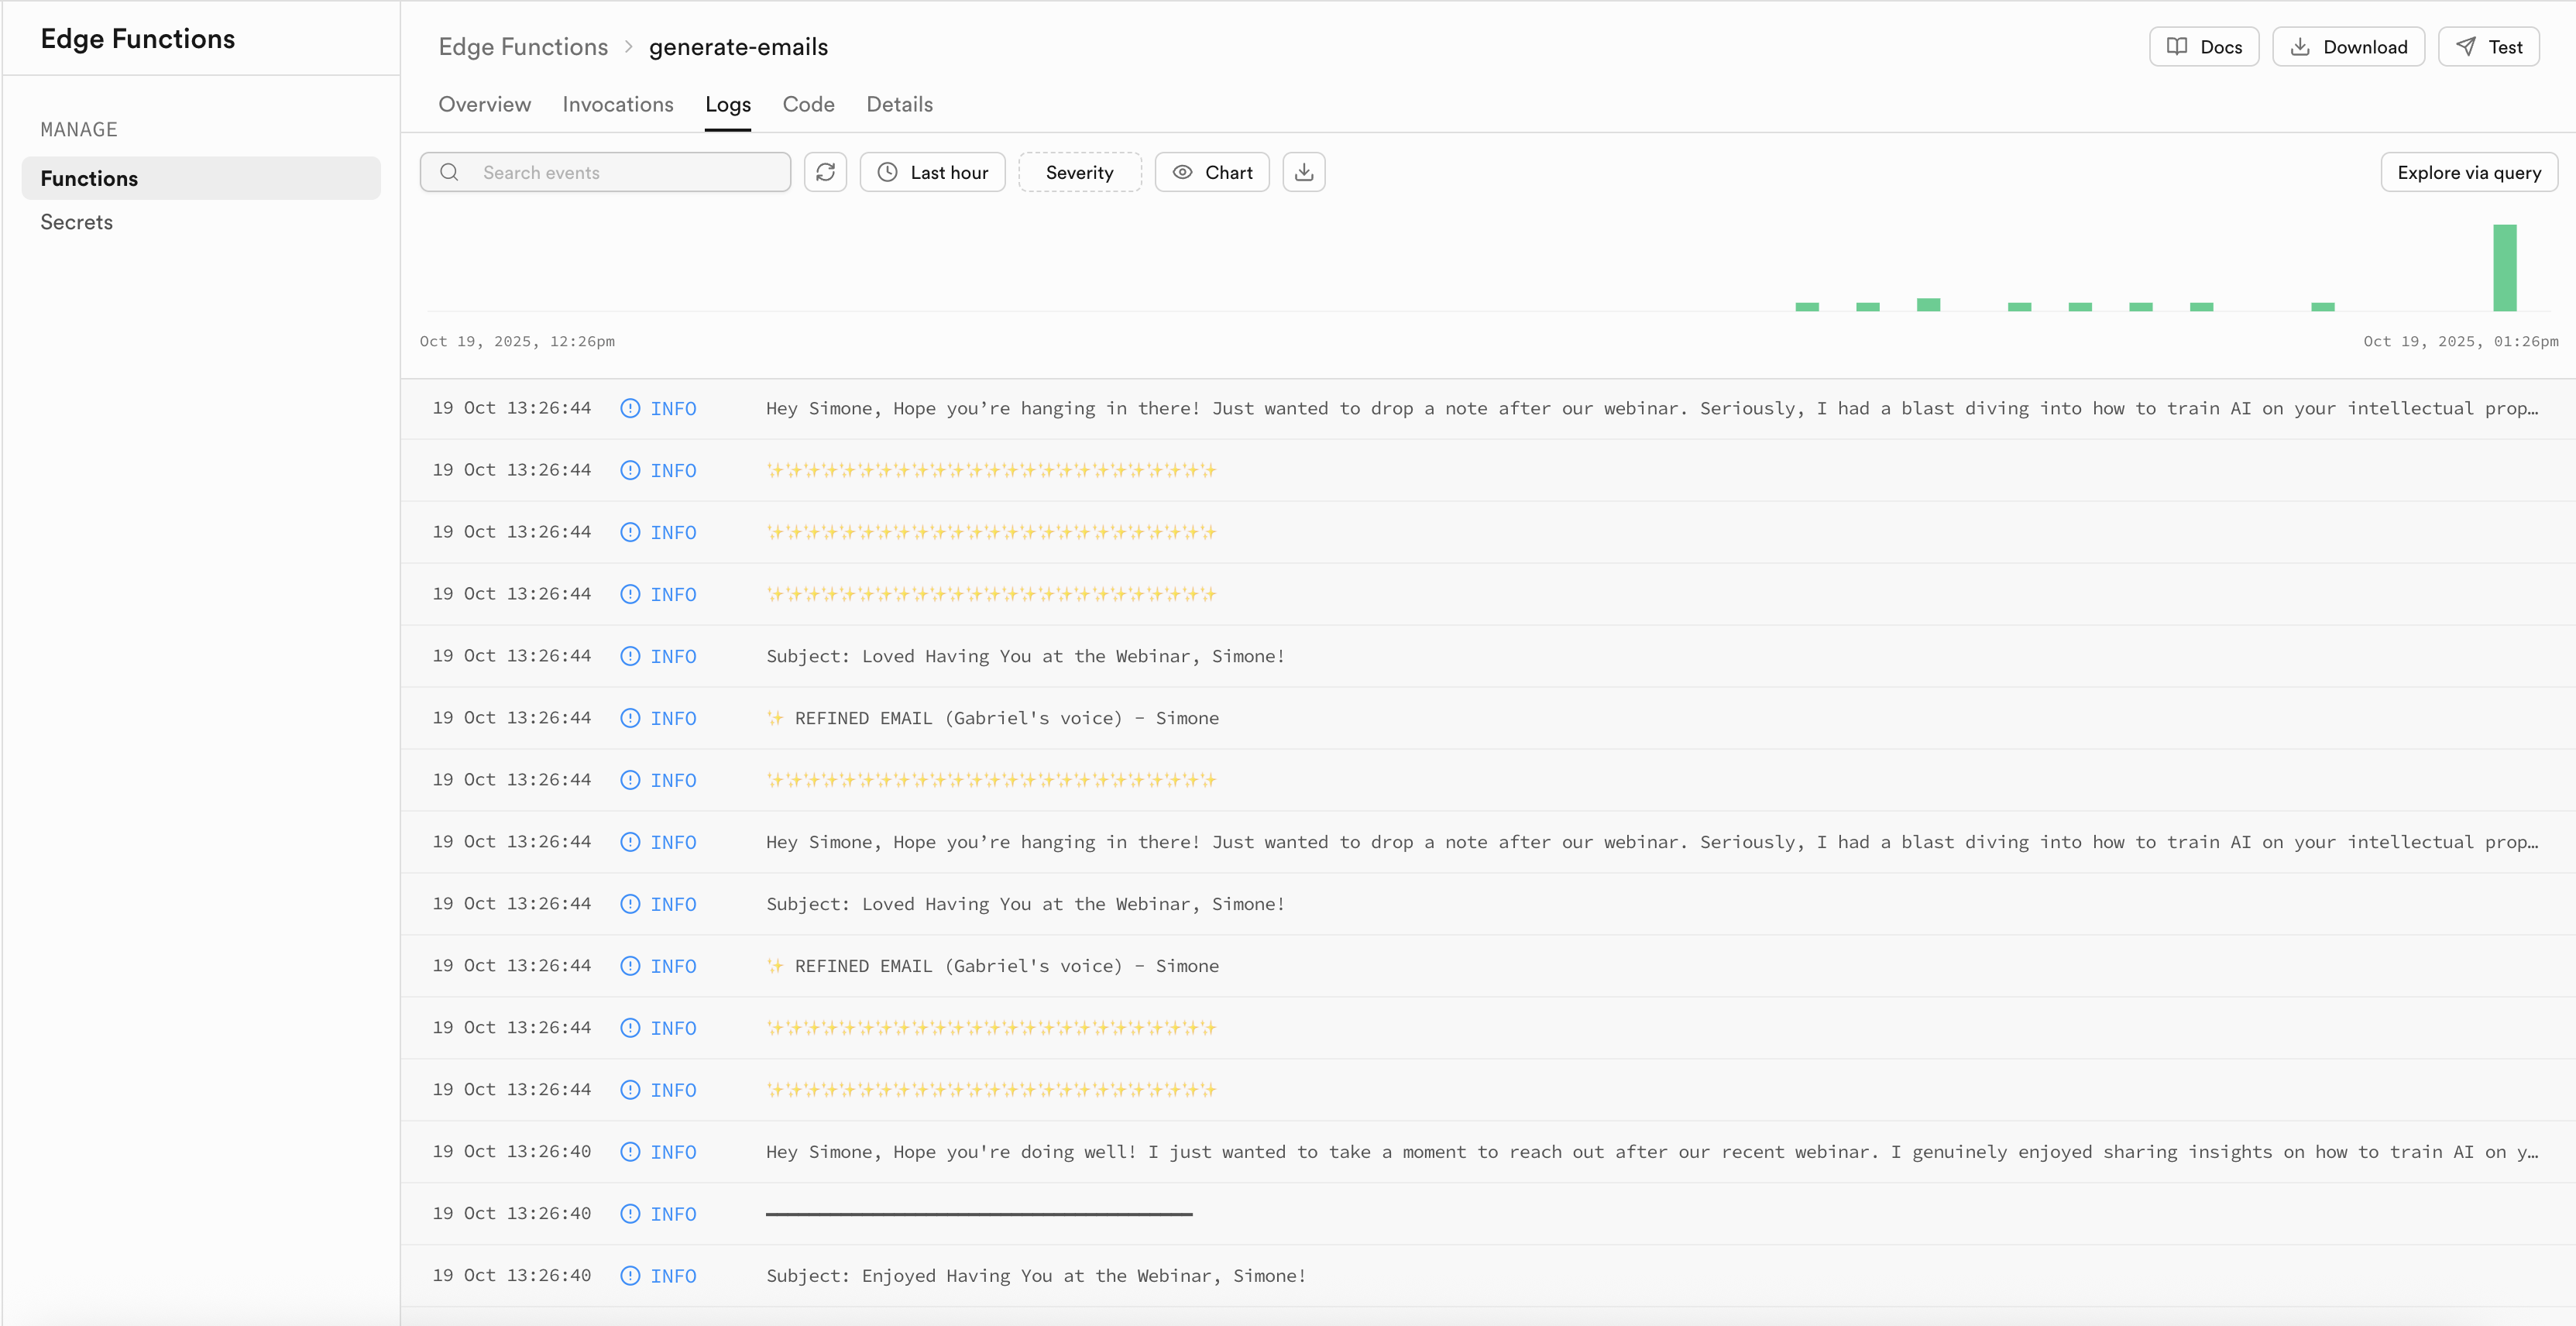 Edge Functions
MANAGE
Functions
Secrets
Edge Functions > generate-emails
Docs
Download
Test
Overview Invocations Logs Code Details
Search events
Last hour
Severity
Chart
Explore via query
Oct 19, 2025, 12:26pm
Oct 19, 2025, 01:26pm
19 Oct 13:26:44 INFO Hey Simone, Hope you’re hanging in there! Just wanted to drop a note after our webinar. Seriously, I had a blast diving into how to train AI on your intellectual prop…
19 Oct 13:26:44 INFO ✨✨✨✨✨✨✨✨✨✨✨✨✨✨✨✨✨✨✨✨✨✨✨✨✨
19 Oct 13:26:44 INFO ✨✨✨✨✨✨✨✨✨✨✨✨✨✨✨✨✨✨✨✨✨✨✨✨✨
19 Oct 13:26:44 INFO ✨✨✨✨✨✨✨✨✨✨✨✨✨✨✨✨✨✨✨✨✨✨✨✨✨
19 Oct 13:26:44 INFO Subject: Loved Having You at the Webinar, Simone!
19 Oct 13:26:44 INFO ✨ REFINED EMAIL (Gabriel's voice) - Simone
19 Oct 13:26:44 INFO ✨✨✨✨✨✨✨✨✨✨✨✨✨✨✨✨✨✨✨✨✨✨✨✨✨
19 Oct 13:26:44 INFO Hey Simone, Hope you’re hanging in there! Just wanted to drop a note after our webinar. Seriously, I had a blast diving into how to train AI on your intellectual prop…
19 Oct 13:26:44 INFO Subject: Loved Having You at the Webinar, Simone!
19 Oct 13:26:44 INFO ✨ REFINED EMAIL (Gabriel's voice) - Simone
19 Oct 13:26:44 INFO ✨✨✨✨✨✨✨✨✨✨✨✨✨✨✨✨✨✨✨✨✨✨✨✨✨
19 Oct 13:26:44 INFO ✨✨✨✨✨✨✨✨✨✨✨✨✨✨✨✨✨✨✨✨✨✨✨✨✨
19 Oct 13:26:40 INFO Hey Simone, Hope you're doing well! I just wanted to take a moment to reach out after our recent webinar. I genuinely enjoyed sharing insights on how to train AI on y…
19 Oct 13:26:40 INFO ━━━━━━━━━━━━━━━━━━━━━━━━━━━━━━━━━━━━━━━━
19 Oct 13:26:40 INFO Subject: Enjoyed Having You at the Webinar, Simone!